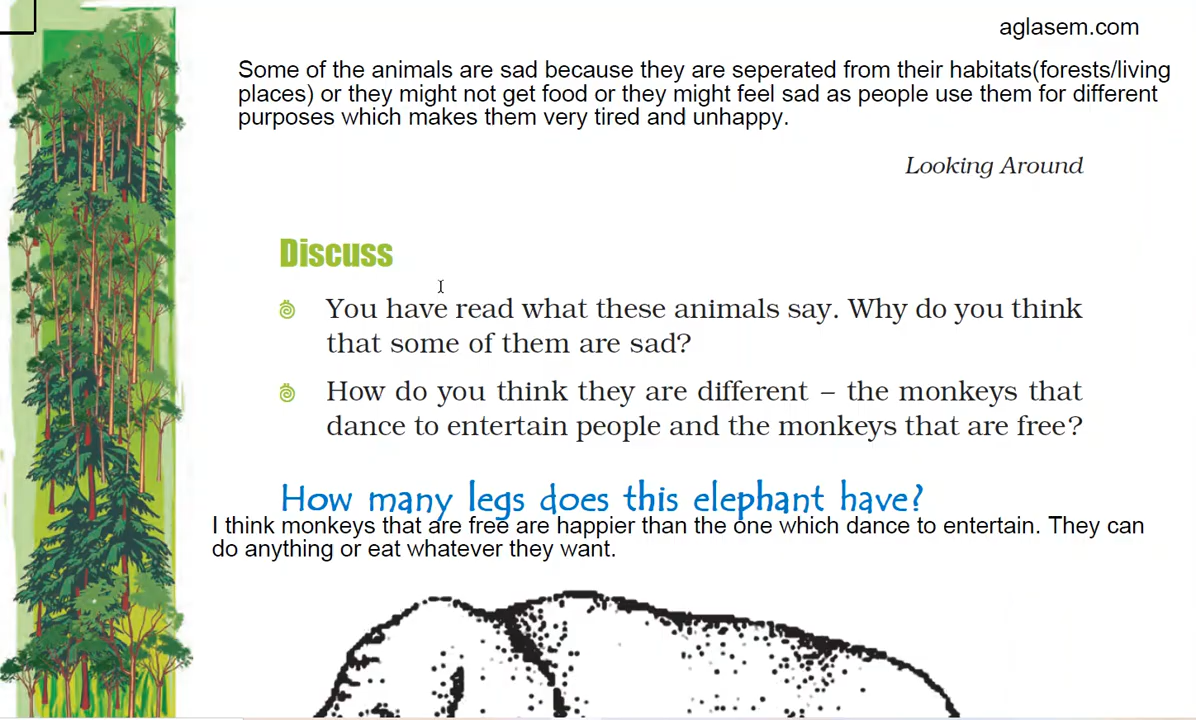 aglasem.com
Some of the animals are sad because they are seperated from their habitats(forests/living
places) or they might not get food or they might feel sad as people use them for different
purposes which makes them very tired and unhappy.
Looking Around
Discuss
You have read what these animals say. Why do you think
that some of them are sad?
How do you think they are different – the monkeys that
dance to entertain people and the monkeys that are free?
How many legs does this elephant have?
I think monkeys that are free are happier than the one which dance to entertain. They can
do anything or eat whatever they want.